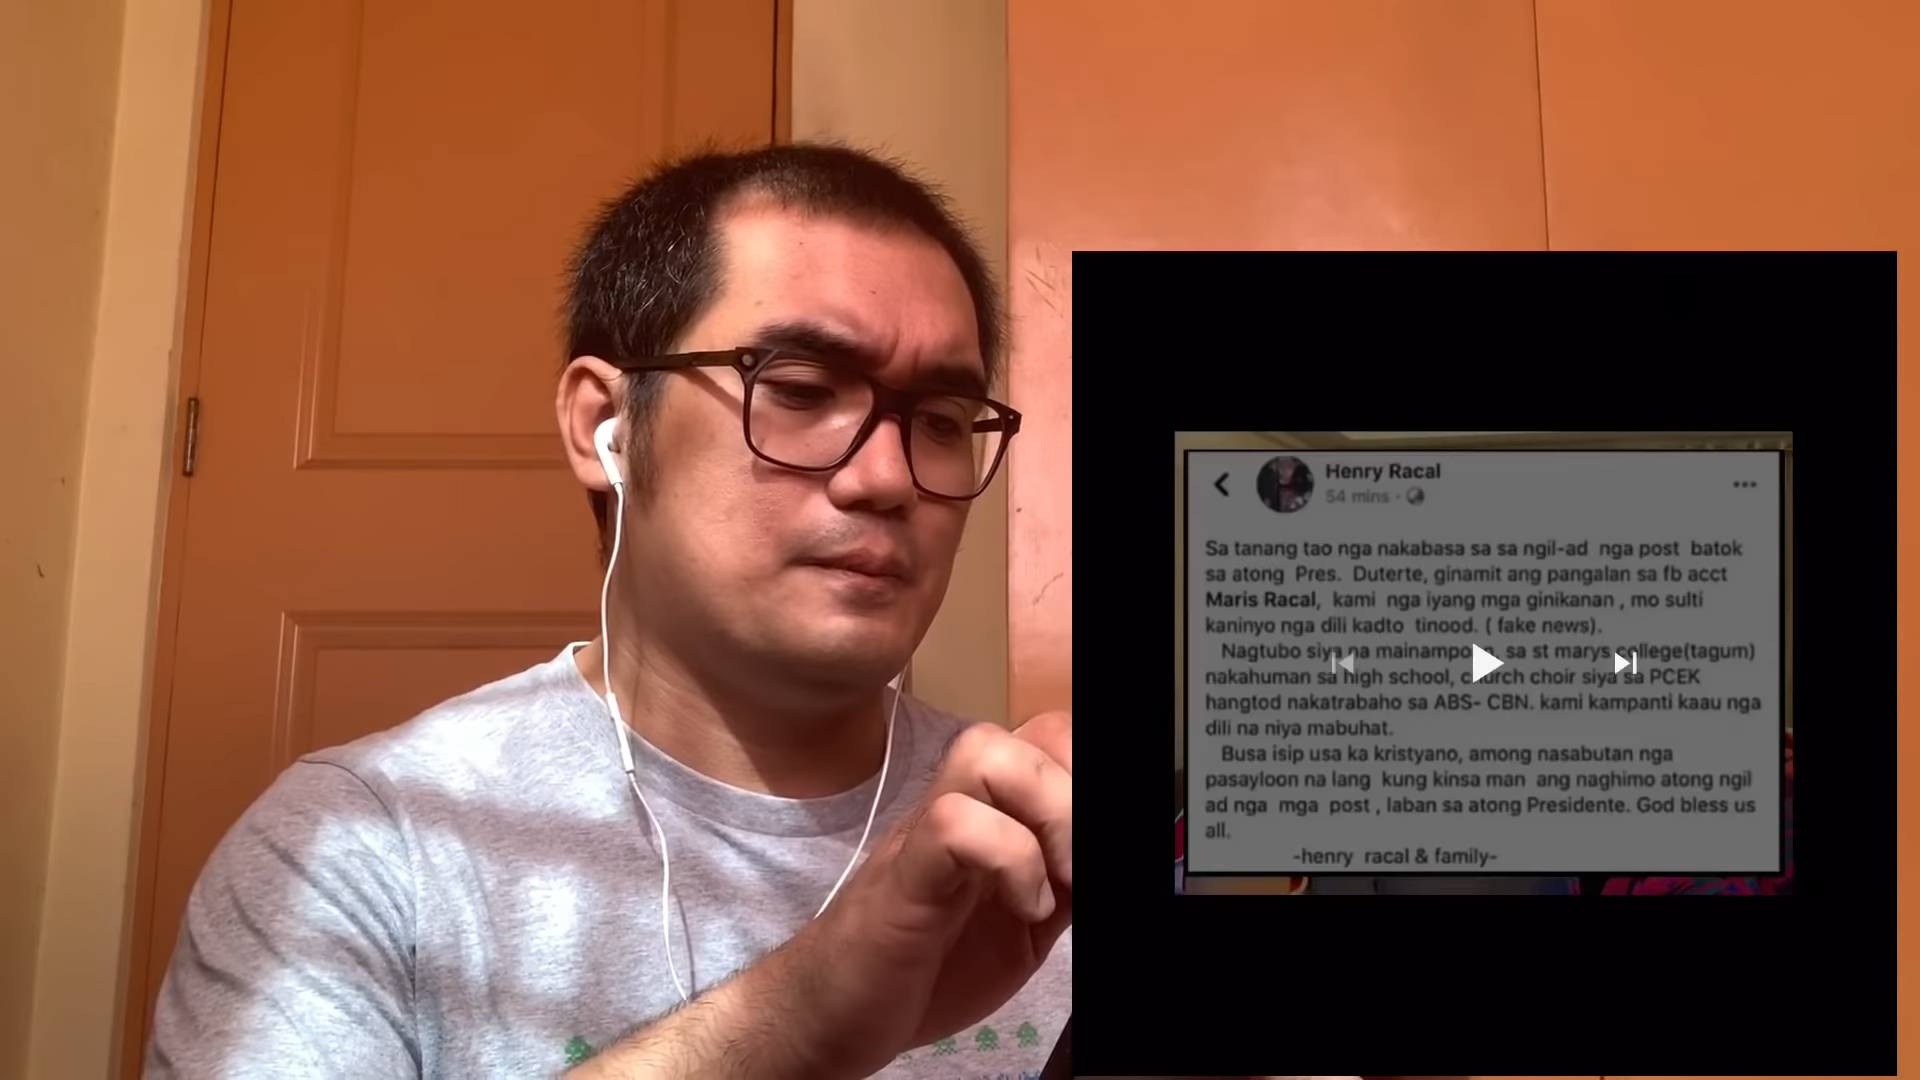 Henry Racal
54 mins
Sa tanang tao nga nakabasa sa sa ngil-ad nga post batok
sa atong Pres. Duterte, ginamit ang pangalan sa fb acct
Maris Racal, kami nga iyang mga ginikanan , mo sulti
kaninyo nga dili kadto tinood. ( fake news).
Nagtubo siya na sa st marys college(tagum)
nakahuman sa high school, church choir siya sa PCEK
hangtod nakatrabaho sa ABS- CBN. kami kampanti kaau nga
dili na niya mabuhat.
Busa isip usa ka kristyano, among nasabutan nga
pasayloon na lang kung kinsa man ang naghimo atong ngil
ad nga mga post , laban sa atong Presidente. God bless us
all.
-henry racal & family-